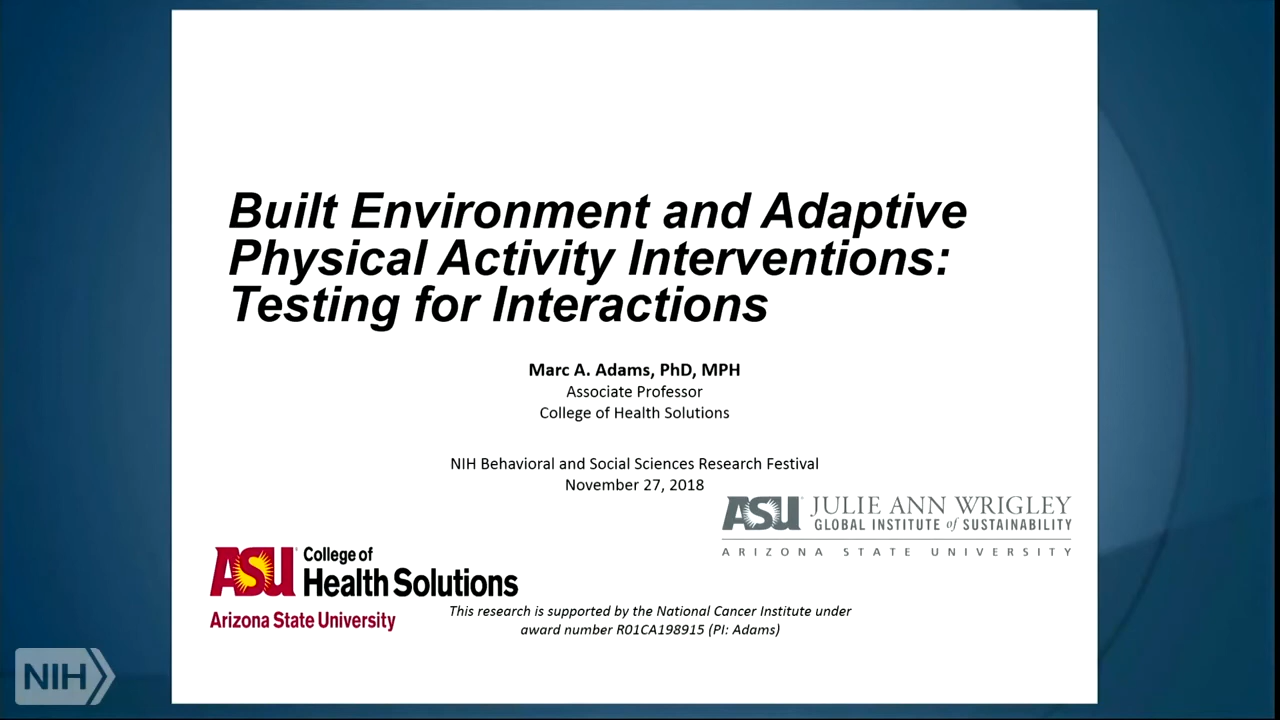 Built Environment and Adaptive
Physical Activity Interventions:
Testing for Interactions
Marc A. Adams, PhD, MPH
Associate Professor
College of Health Solutions
NIH Behavioral and Social Sciences Research Festival
November 27, 2018
ASU JULIE ANN WRIGLEY
GLOBAL INSTITUTE of SUSTAINABILITY
ARIZONA STATE UNIVERSITY
ASU College of
Health Solutions
Arizona State University
This research is supported by the National Cancer Institute under
award number R01CA198915 (PI: Adams)
NIH